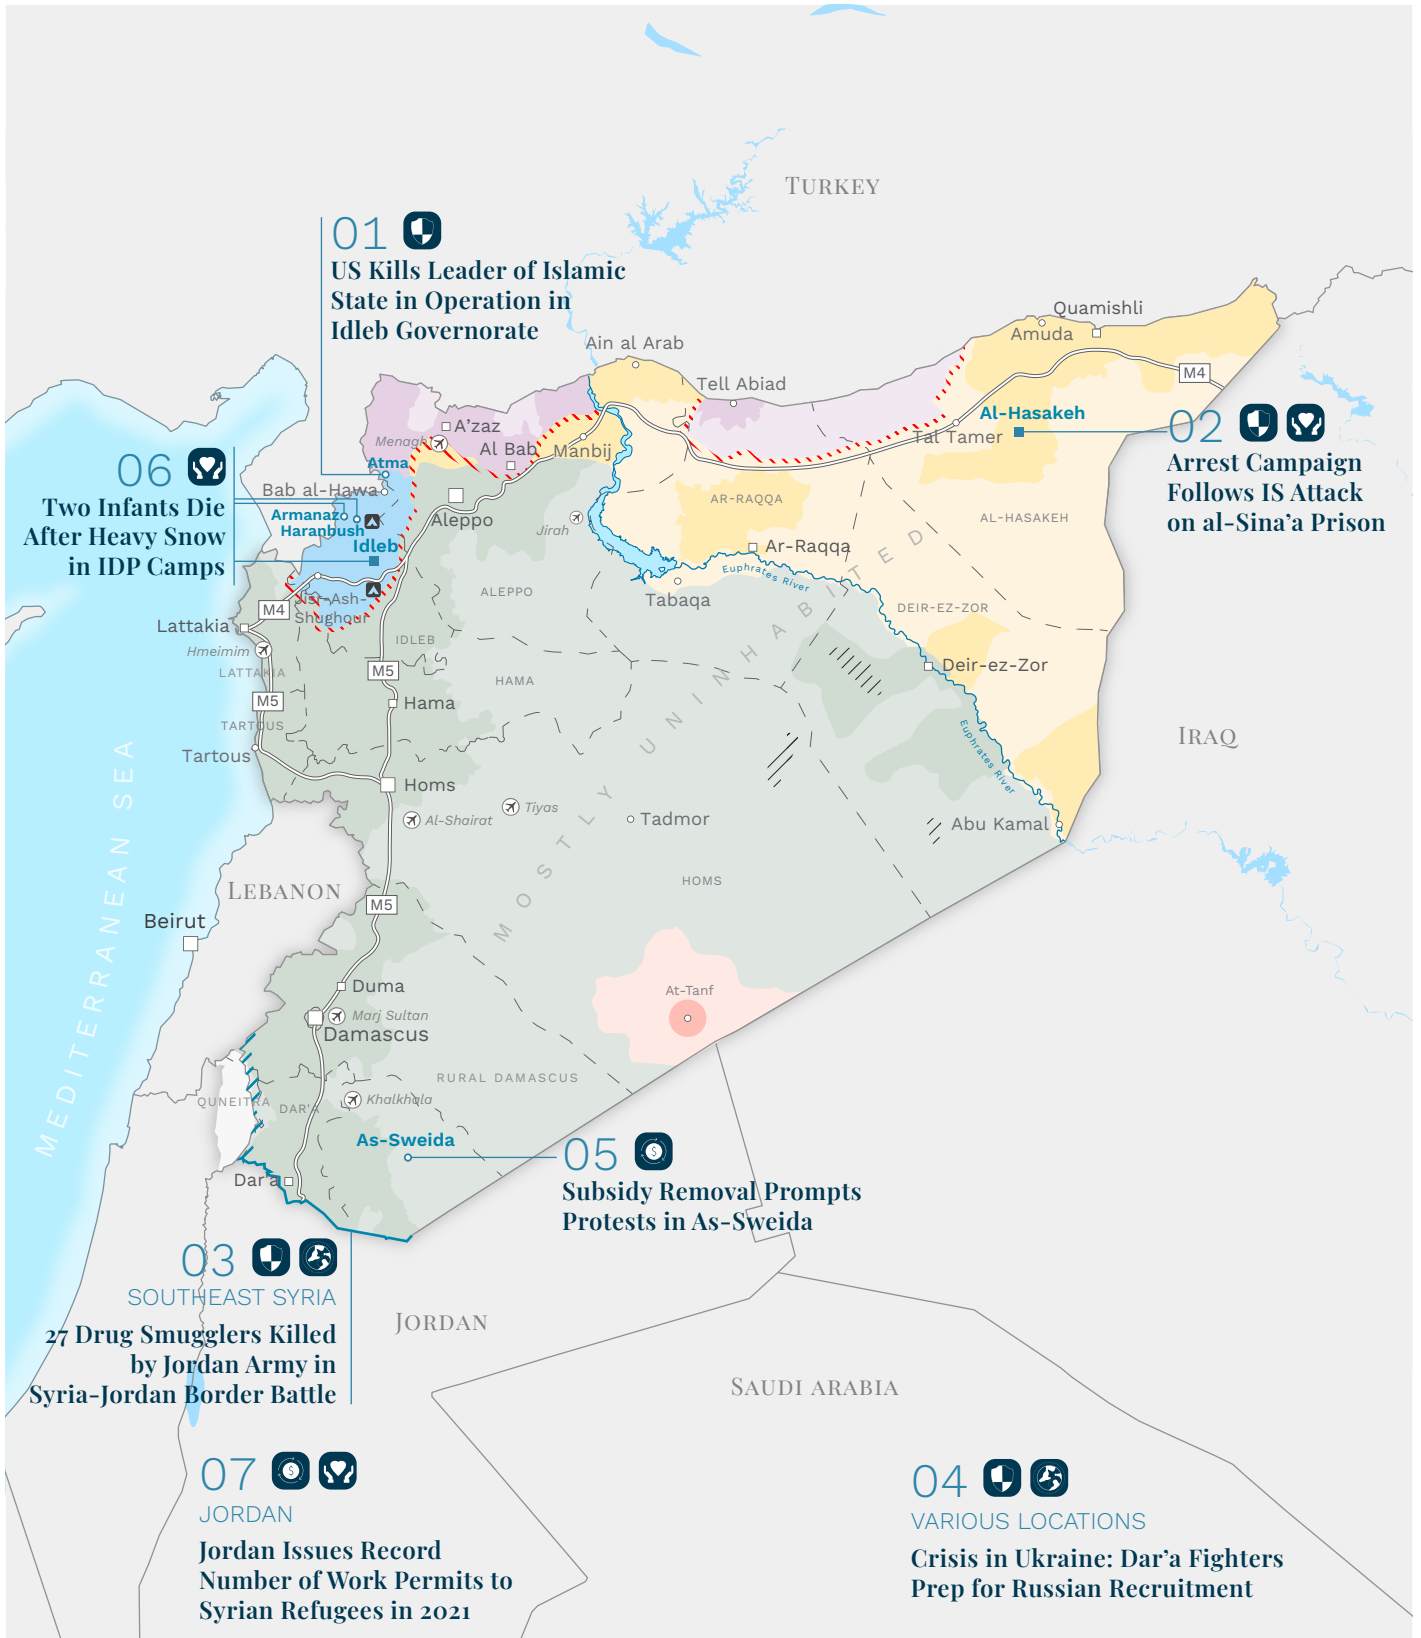 TURKEY
01
US Kills Leader of Islamic
State in Operation in
Idleb Governorate
Quamishli
Amuda
Ain al Arab
M4
Tell Abiad
Al-Hasakeh
02
Arrest Campaign
Follows IS Attack
on al-Sina’a Prison
A’zaz
Menagh
Al Bab
Manbij
Tal Tamer
06
Two Infants Die
After Heavy Snow
in IDP Camps
Atma
Bab al-Hawa
Armanaz
Haranbush
Idleb
Aleppo
Jirah
AR-RAQQA
AL-HASAKEH
Ar-Raqqa
Euphrates River
Tabaqa
ALEPPO
DEIR-EZ-ZOR
Jisr-Ash-
Shughour
M4
Lattakia
Hmeimim
LATTAKIA
IDLEB
M5
HAMA
Deir-ez-Zor
M5
Hama
TARTOUS
Tartous
MOSTLY UNINHABITED
Euphrates River
IRAQ
MEDITERRANEAN SEA
Homs
Al-Shairat
Tiyas
Tadmor
Abu Kamal
LEBANON
HOMS
M5
Beirut
Duma
At-Tanf
Marj Sultan
Damascus
RURAL DAMASCUS
QUNEITRA
DAR'A
Khalkhala
As-Sweida
05
Subsidy Removal Prompts
Protests in As-Sweida
Dar'a
03
SOUTHEAST SYRIA
27 Drug Smugglers Killed
by Jordan Army in
Syria-Jordan Border Battle
JORDAN
SAUDI ARABIA
07
JORDAN
Jordan Issues Record
Number of Work Permits to
Syrian Refugees in 2021
04
VARIOUS LOCATIONS
Crisis in Ukraine: Dar’a Fighters
Prep for Russian Recruitment